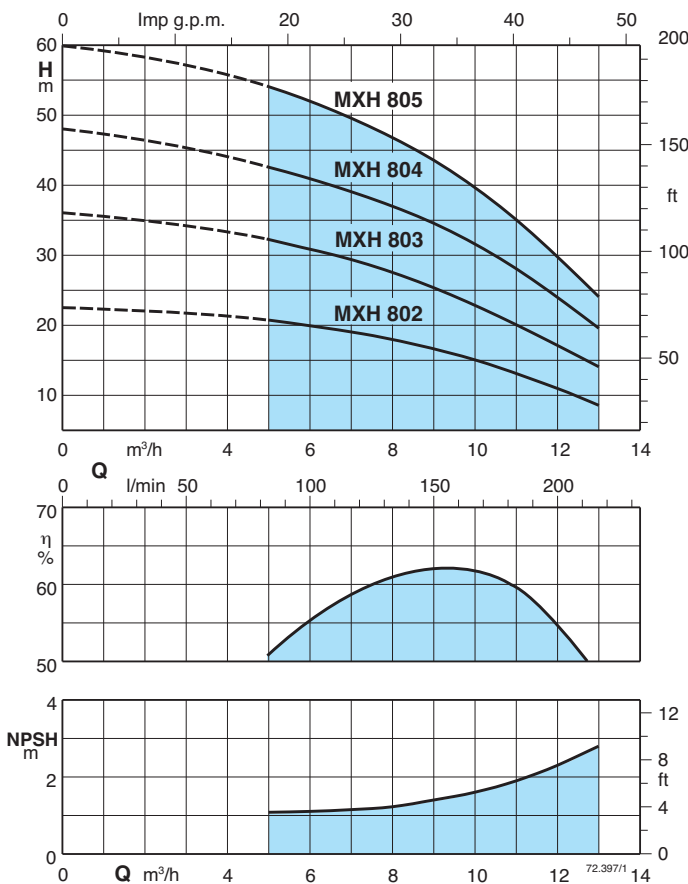 0 Imp g.p.m. 20 30 40 50
60 200
H
m
50 MXH 805
150
40 MXH 804
ft
30 MXH 803
100
20 MXH 802
50
10
0 m³/h 4 6 8 10 12 14
Q
0 l/min 50 100 150 200
70
η
%
60
50
4 12
NPSH
m
8
2 ft
4
0 0
0 Q m³/h 4 6 8 10 12 72.397/1 14